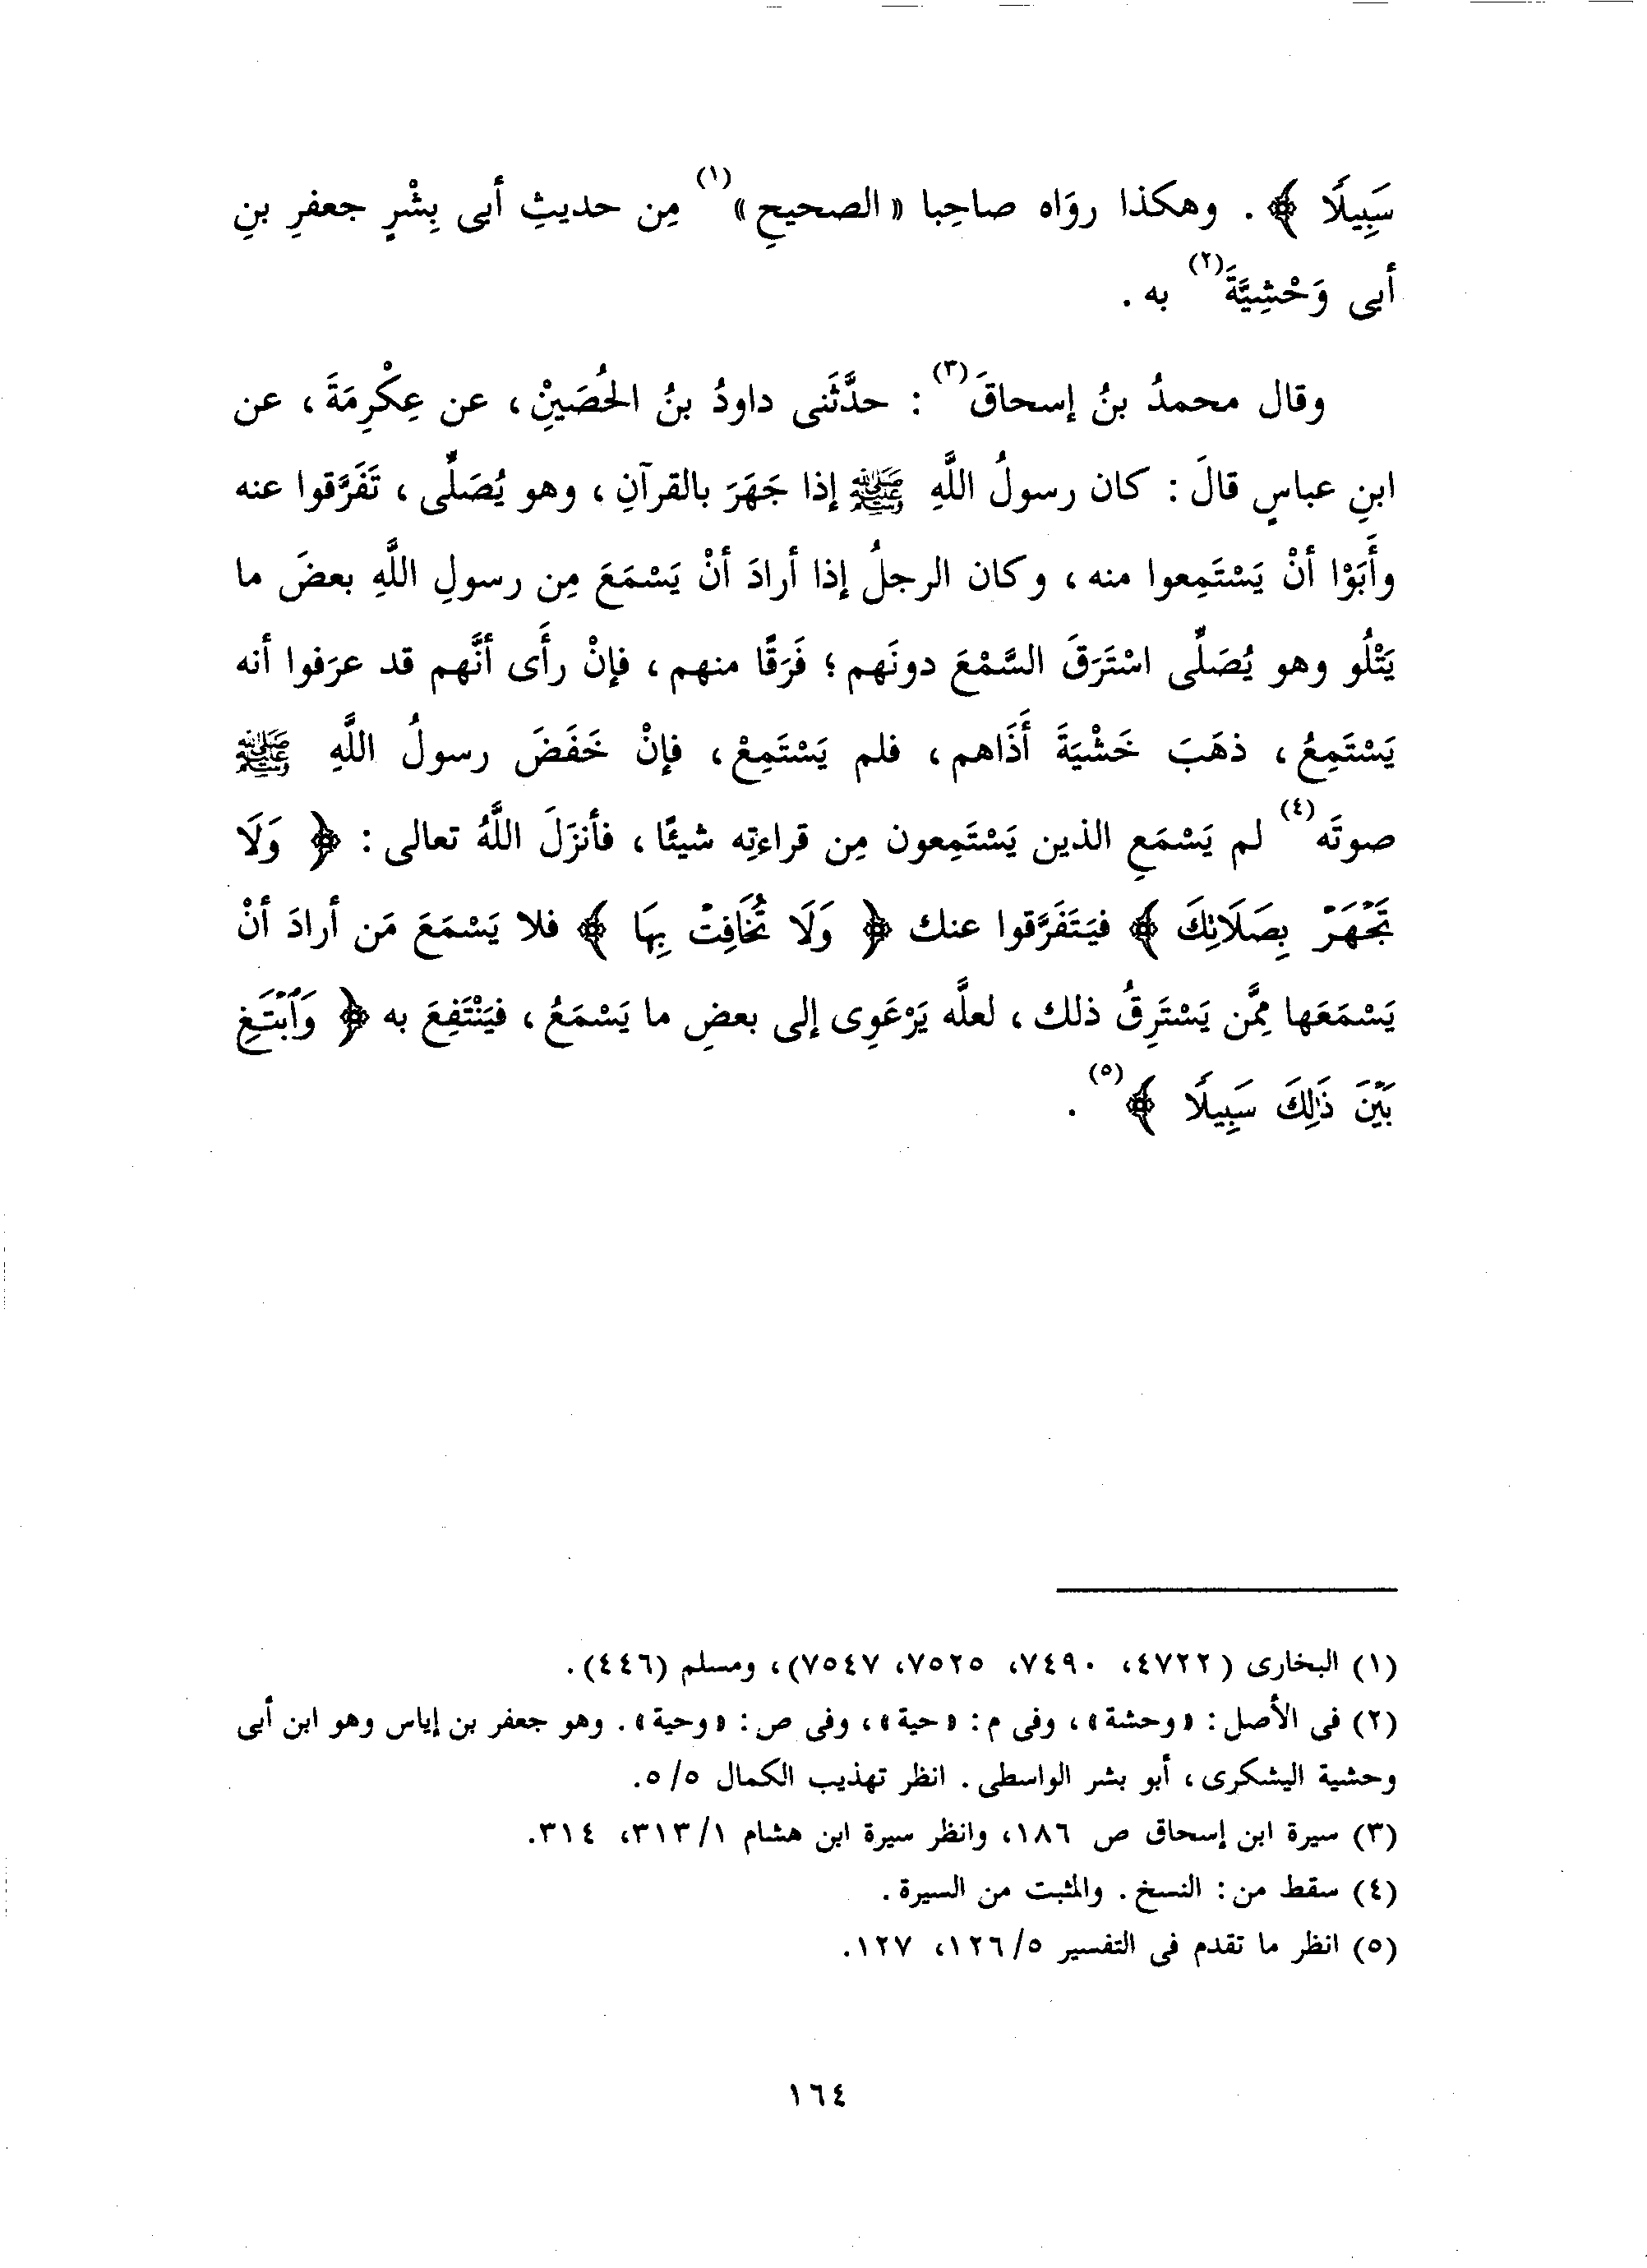 سَبِيلًا ﴾ . وهكذا روَاه صاحِبا «الصحيحِ»(١) مِن حديثِ أبى بِشْرٍ جعفرِ بنِ
أبى وَحْشِيَّةَ(٢) به .
وقال محمدُ بنُ إسحاقَ(٣) : حدَّثَنى داودُ بنُ الحُصَيْنِ ، عن عِكْرِمَةَ ، عن
ابنِ عباسٍ قالَ : كان رسولُ اللَّهِ ﷺ إذا جَهَرَ بالقرآنِ ، وهو يُصَلِّى ، تَفَرَّقوا عنه
وأَبَوْا أنْ يَسْتَمِعوا منه ، وكان الرجلُ إذا أرادَ أنْ يَسْمَعَ مِن رسولِ اللَّهِ بعضَ ما
يَتْلُو وهو يُصَلِّى اسْتَرَقَ السَّمْعَ دونَهم ؛ فَرَقًا منهم ، فإنْ رأَى أنَّهم قد عرَفوا أنه
يَسْتَمِعُ ، ذهَبَ خَشْيَةَ أَذَاهم ، فلم يَسْتَمِعْ ، فإنْ خَفَضَ رسولُ اللَّهِ ﷺ
صوتَه(٤) لم يَسْمَعِ الذين يَسْتَمِعون مِن قراءتِه شيئًا ، فأنزَلَ اللَّهُ تعالى : ﴿ وَلَا
تَجْهَرْ بِصَلَاتِكَ ﴾ فيَتَفَرَّقوا عنك ﴿ وَلَا تُخَافِتْ بِهَا ﴾ فلا يَسْمَعَ مَن أرادَ أنْ
يَسْمَعَها مِمَّن يَسْتَرِقُ ذلك ، لعلَّه يَرْعَوِى إلى بعضِ ما يَسْمَعُ ، فيَنْتَفِعَ به ﴿ وَٱبْتَغِ
بَيْنَ ذَٰلِكَ سَبِيلًا ﴾(٥) .
(١) البخارى (٤٧٢٢، ٧٤٩٠، ٧٥٢٥، ٧٥٤٧)، ومسلم (٤٤٦).
(٢) فى الأصل: «وحشة»، وفى م: «حية»، وفى ص: «وحية». وهو جعفر بن إياس وهو ابن أبى
وحشية اليشكرى، أبو بشر الواسطى. انظر تهذيب الكمال ٥/٥.
(٣) سيرة ابن إسحاق ص ١٨٦، وانظر سيرة ابن هشام ٣١٣/١، ٣١٤.
(٤) سقط من: النسخ. والمثبت من السيرة.
(٥) انظر ما تقدم فى التفسير ١٢٦/٥، ١٢٧.
١٦٤